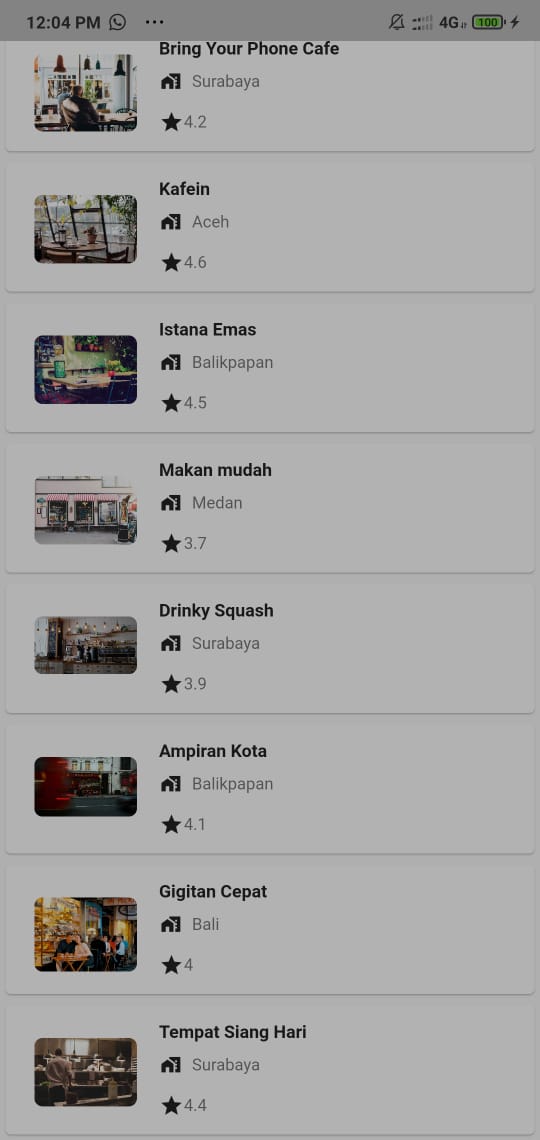 12:04 PM
4G
100
Bring Your Phone Cafe
Surabaya
4.2
Kafein
Aceh
4.6
Istana Emas
Balikpapan
4.5
Makan mudah
Medan
3.7
Drinky Squash
Surabaya
3.9
Ampiran Kota
Balikpapan
4.1
Gigitan Cepat
Bali
4
Tempat Siang Hari
Surabaya
4.4